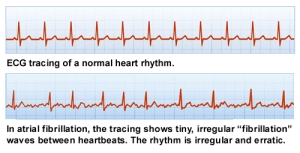 ECG tracing of a normal heart rhythm.
In atrial fibrillation, the tracing shows tiny, irregular “fibrillation”
waves between heartbeats. The rhythm is irregular and erratic.